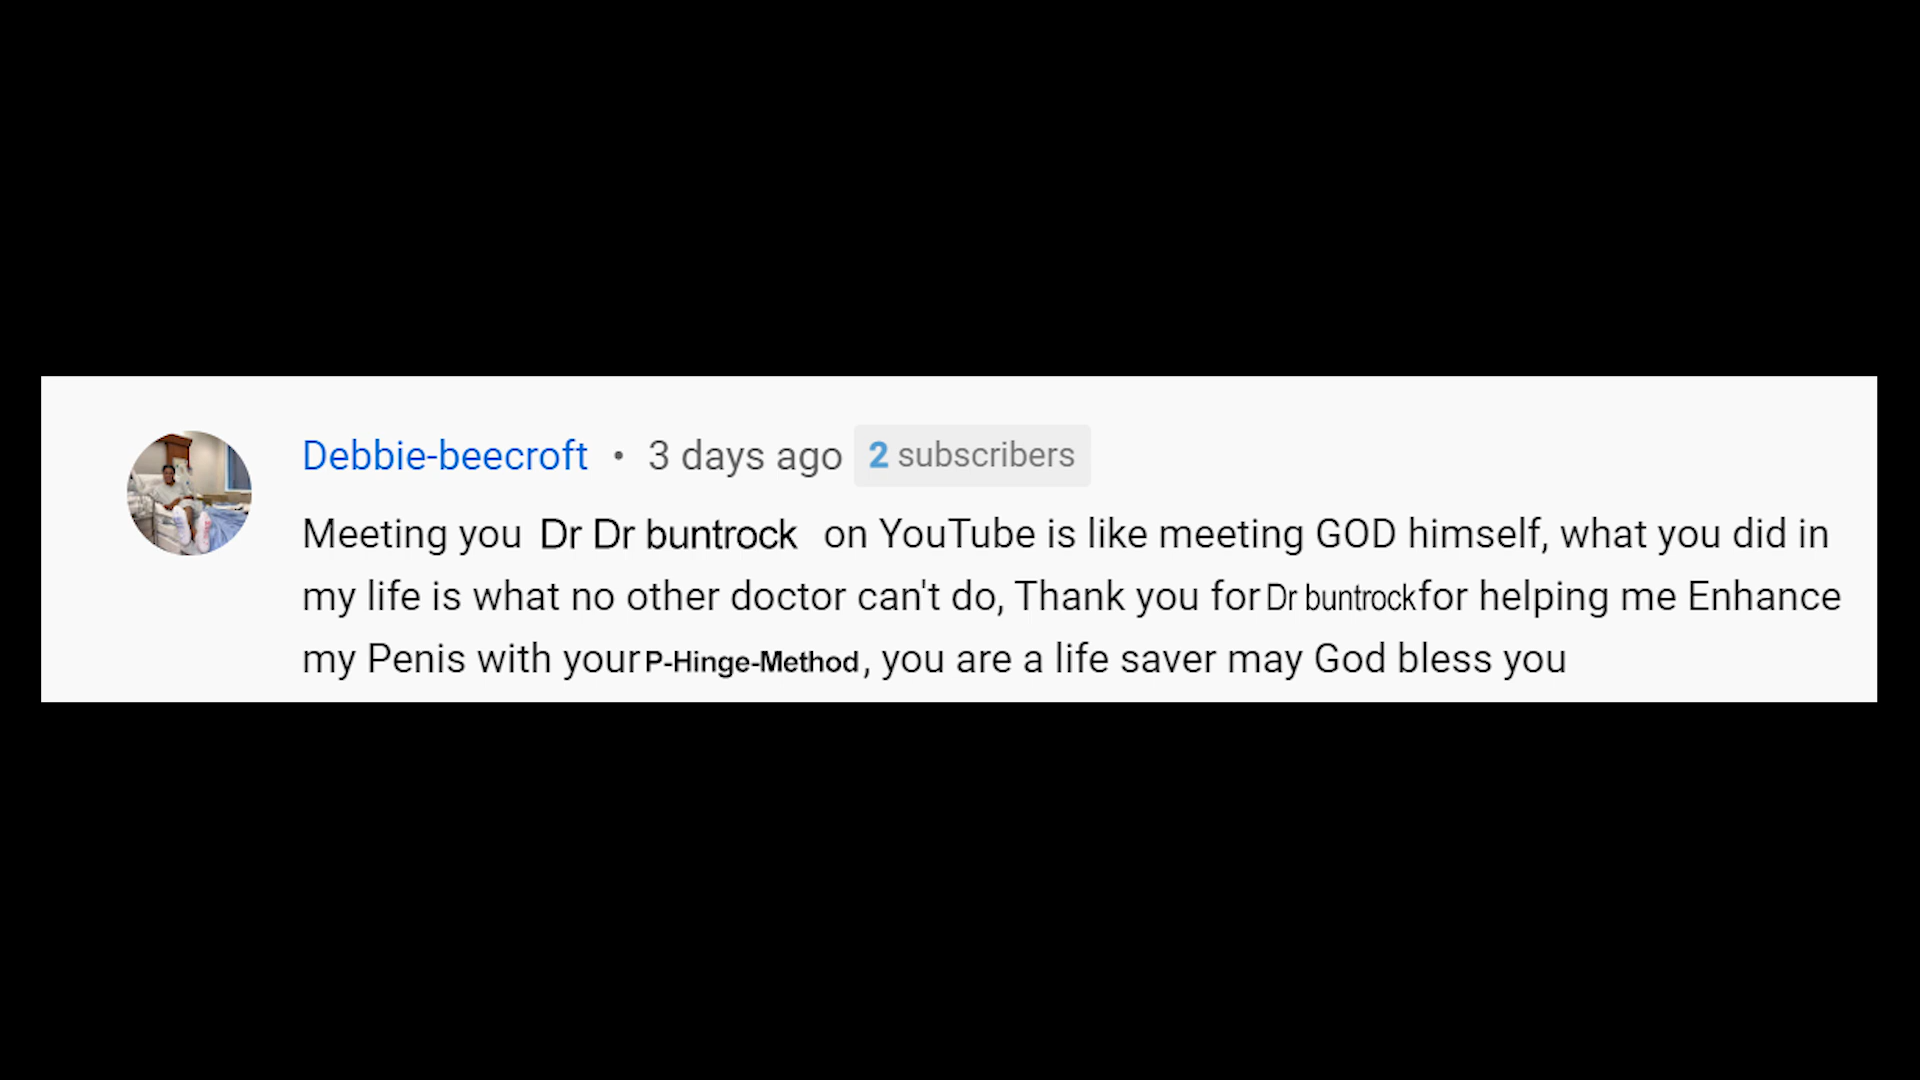 Debbie-beecroft • 3 days ago 2 subscribers
Meeting you Dr Dr buntrock on YouTube is like meeting GOD himself, what you did in
my life is what no other doctor can't do, Thank you for Dr buntrock for helping me Enhance
my Penis with your P-Hinge-Method, you are a life saver may God bless you